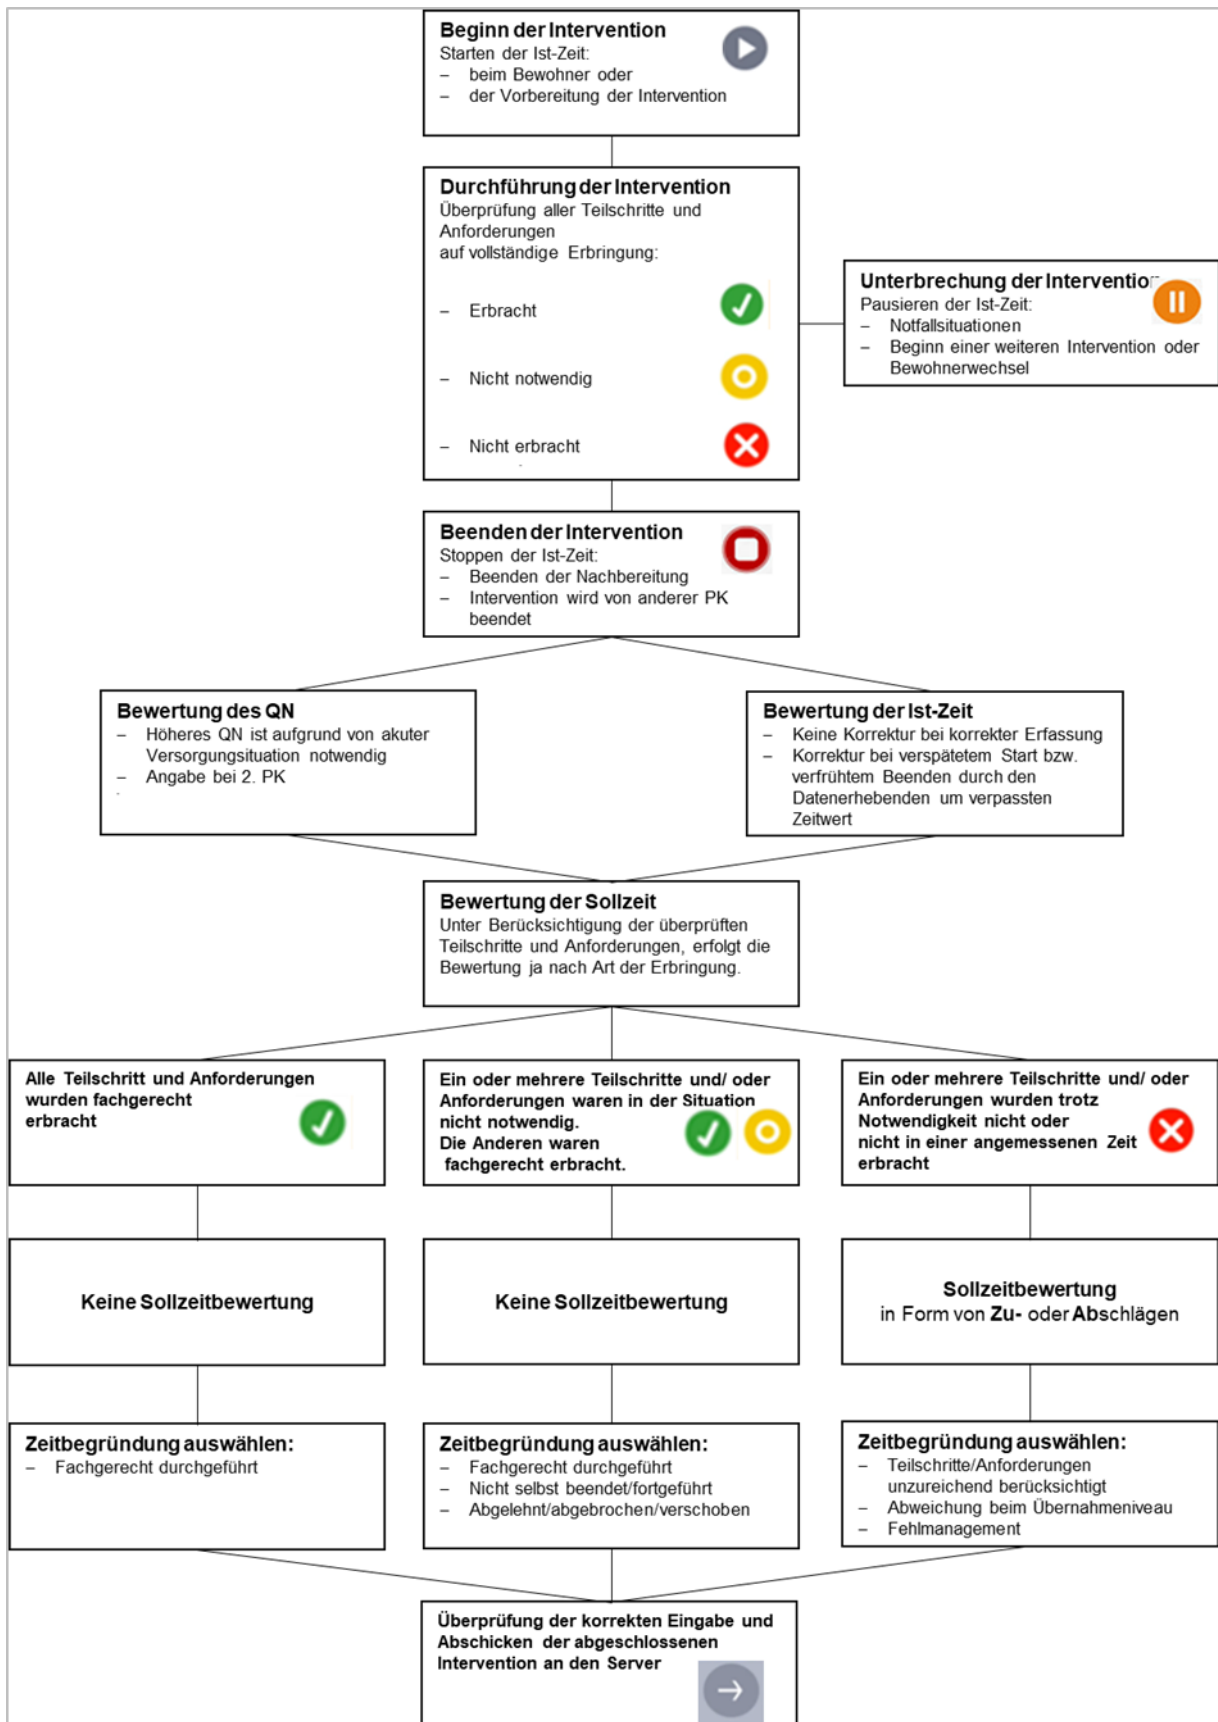 Beginn der Intervention
Starten der Ist-Zeit:
– beim Bewohner oder
– der Vorbereitung der Intervention
Durchführung der Intervention
Überprüfung aller Teilschritte und
Anforderungen
auf vollständige Erbringung:
– Erbracht
– Nicht notwendig
– Nicht erbracht
Unterbrechung der Intervention
Pausieren der Ist-Zeit:
– Notfallsituationen
– Beginn einer weiteren Intervention oder
Bewohnerwechsel
Beenden der Intervention
Stoppen der Ist-Zeit:
– Beenden der Nachbereitung
– Intervention wird von anderer PK
beendet
Bewertung des QN
– Höheres QN ist aufgrund von akuter
Versorgungsituation notwendig
– Angabe bei 2. PK
Bewertung der Ist-Zeit
– Keine Korrektur bei korrekter Erfassung
– Korrektur bei verspätetem Start bzw.
verfrühtem Beenden durch den
Datenerhebenden um verpassten
Zeitwert
Bewertung der Sollzeit
Unter Berücksichtigung der überprüften
Teilschritte und Anforderungen, erfolgt die
Bewertung ja nach Art der Erbringung.
Alle Teilschritt und Anforderungen
wurden fachgerecht
erbracht
Ein oder mehrere Teilschritte und/ oder
Anforderungen waren in der Situation
nicht notwendig.
Die Anderen waren
fachgerecht erbracht.
Ein oder mehrere Teilschritte und/ oder
Anforderungen wurden trotz
Notwendigkeit nicht oder
nicht in einer angemessenen Zeit
erbracht
Keine Sollzeitbewertung
Keine Sollzeitbewertung
Sollzeitbewertung
in Form von Zu- oder Abschlägen
Zeitbegründung auswählen:
– Fachgerecht durchgeführt
Zeitbegründung auswählen:
– Fachgerecht durchgeführt
– Nicht selbst beendet/fortgeführt
– Abgelehnt/abgebrochen/verschoben
Zeitbegründung auswählen:
– Teilschritte/Anforderungen
unzureichend berücksichtigt
– Abweichung beim Übernahmeniveau
– Fehlmanagement
Überprüfung der korrekten Eingabe und
Abschicken der abgeschlossenen
Intervention an den Server